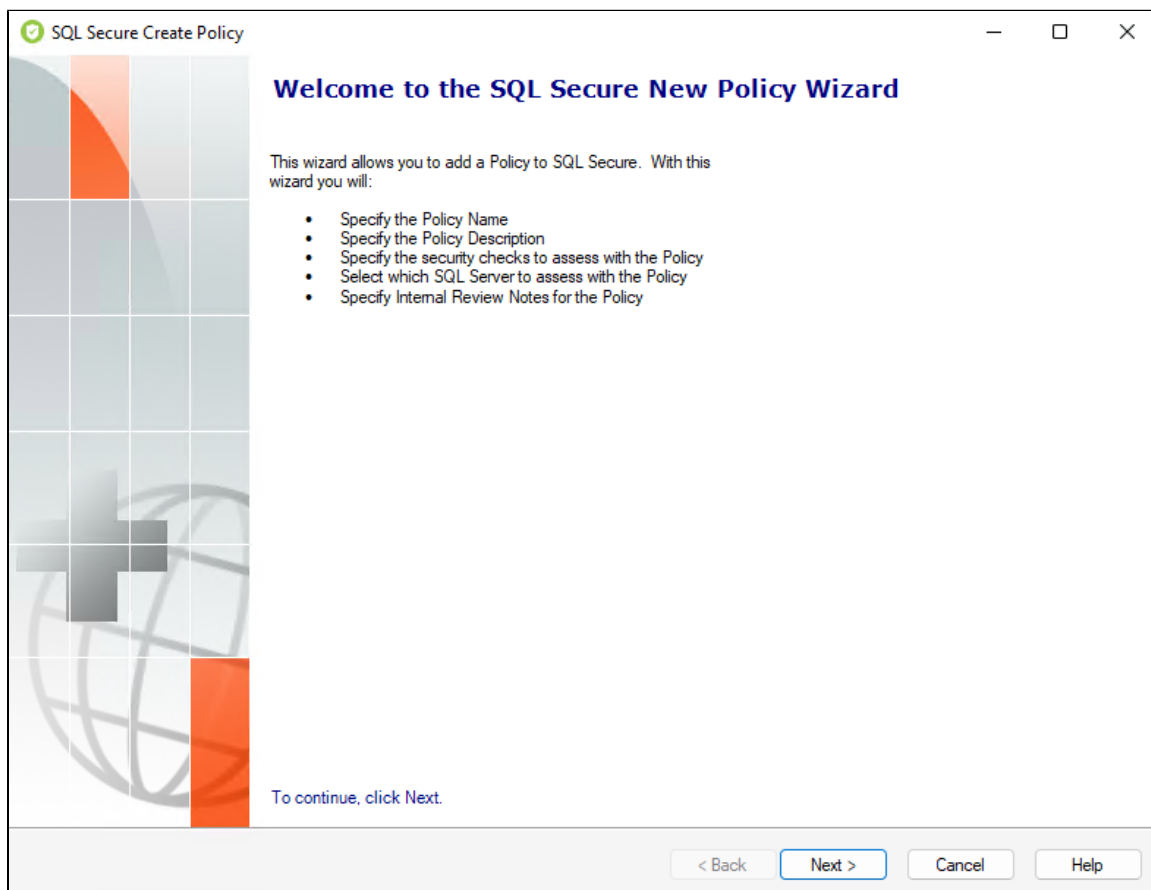 SQL Secure Create Policy
Welcome to the SQL Secure New Policy Wizard
This wizard allows you to add a Policy to SQL Secure. With this
wizard you will:
• Specify the Policy Name
• Specify the Policy Description
• Specify the security checks to assess with the Policy
• Select which SQL Server to assess with the Policy
• Specify Internal Review Notes for the Policy
To continue, click Next.
< Back Next > Cancel Help